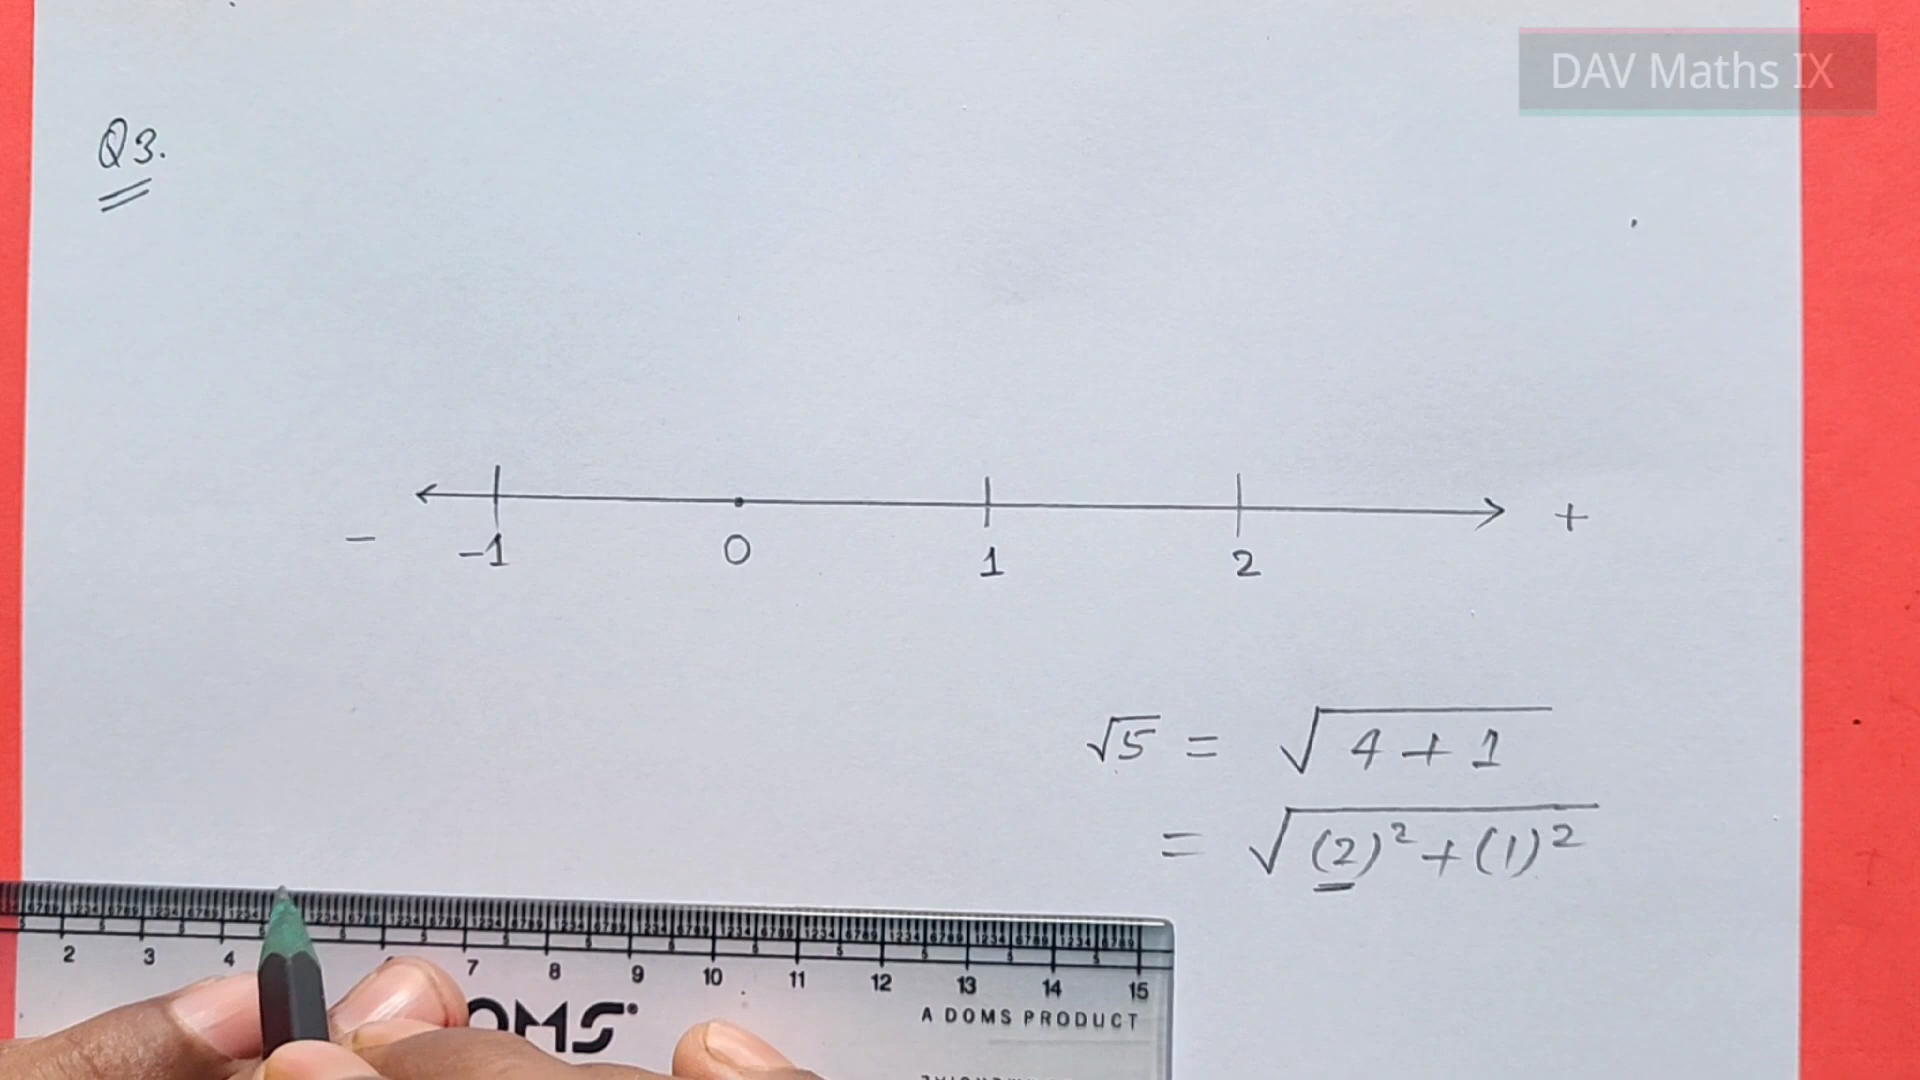 DAV Maths IX
Q3.
- +
-1 0 1 2
√5 = √4+1
= √(2)²+(1)²
2 3 4 7 8 9 10 11 12 13 14 15
OMS
A DOMS PRODUCT